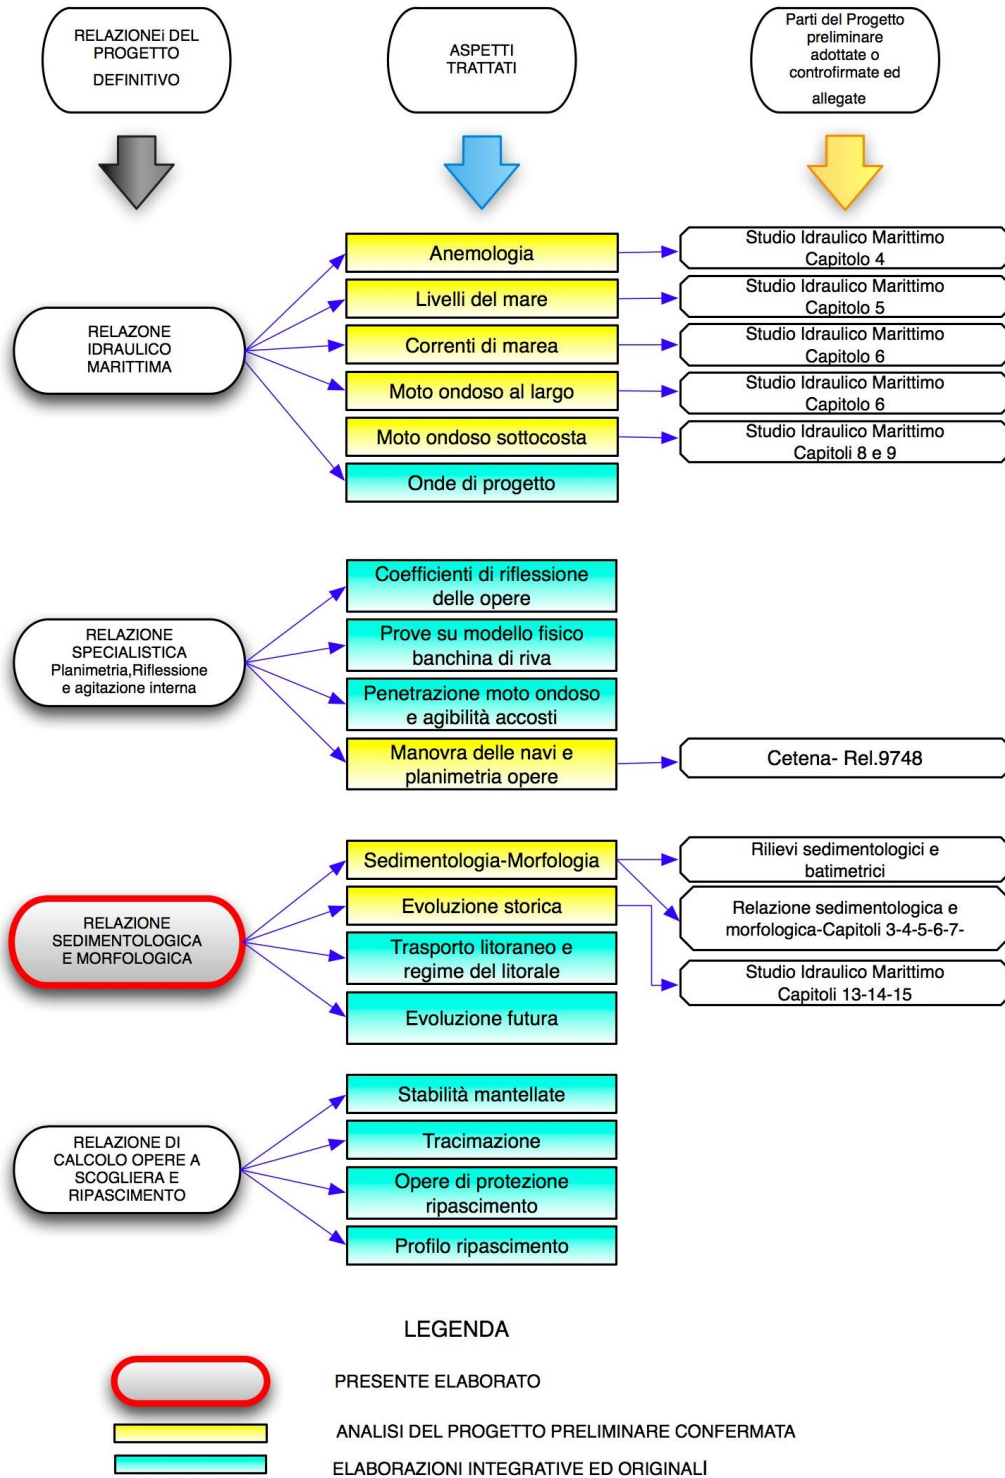 RELAZIONEi DEL
PROGETTO
DEFINITIVO
ASPETTI
TRATTATI
Parti del Progetto
preliminare
adottate o
controfirmate ed
allegate
RELAZONE
IDRAULICO
MARITTIMA
Anemologia
Studio Idraulico Marittimo
Capitolo 4
Livelli del mare
Studio Idraulico Marittimo
Capitolo 5
Correnti di marea
Studio Idraulico Marittimo
Capitolo 6
Moto ondoso al largo
Studio Idraulico Marittimo
Capitolo 6
Moto ondoso sottocosta
Studio Idraulico Marittimo
Capitoli 8 e 9
Onde di progetto
RELAZIONE
SPECIALISTICA
Planimetria,Riflessione
e agitazione interna
Coefficienti di riflessione
delle opere
Prove su modello fisico
banchina di riva
Penetrazione moto ondoso
e agibilità accosti
Manovra delle navi e
planimetria opere
Cetena- Rel.9748
RELAZIONE
SEDIMENTOLOGICA
E MORFOLOGICA
Sedimentologia-Morfologia
Rilievi sedimentologici e
batimetrici
Evoluzione storica
Relazione sedimentologica e
morfologica-Capitoli 3-4-5-6-7-
Trasporto litoraneo e
regime del litorale
Studio Idraulico Marittimo
Capitoli 13-14-15
Evoluzione futura
RELAZIONE DI
CALCOLO OPERE A
SCOGLIERA E
RIPASCIMENTO
Stabilità mantellate
Tracimazione
Opere di protezione
ripascimento
Profilo ripascimento
LEGENDA
PRESENTE ELABORATO
ANALISI DEL PROGETTO PRELIMINARE CONFERMATA
ELABORAZIONI INTEGRATIVE ED ORIGINALI